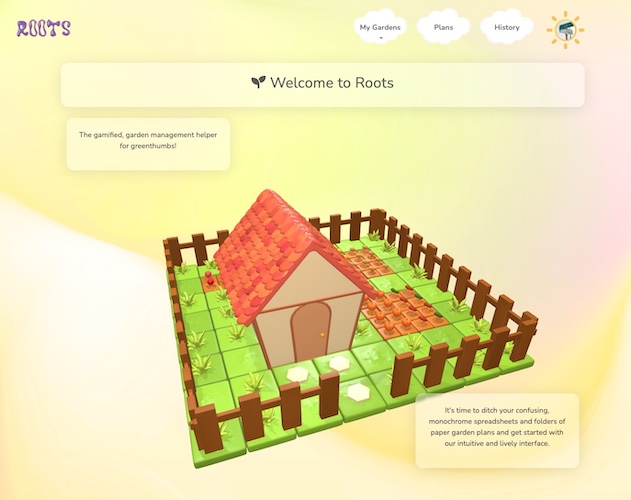 ROOTS
My Gardens
Plans
History
Welcome to Roots
The gamified, garden management helper
for greenthumbs!
It's time to ditch your confusing,
monochrome spreadsheets and folders of
paper garden plans and get started with
our intuitive and lively interface.